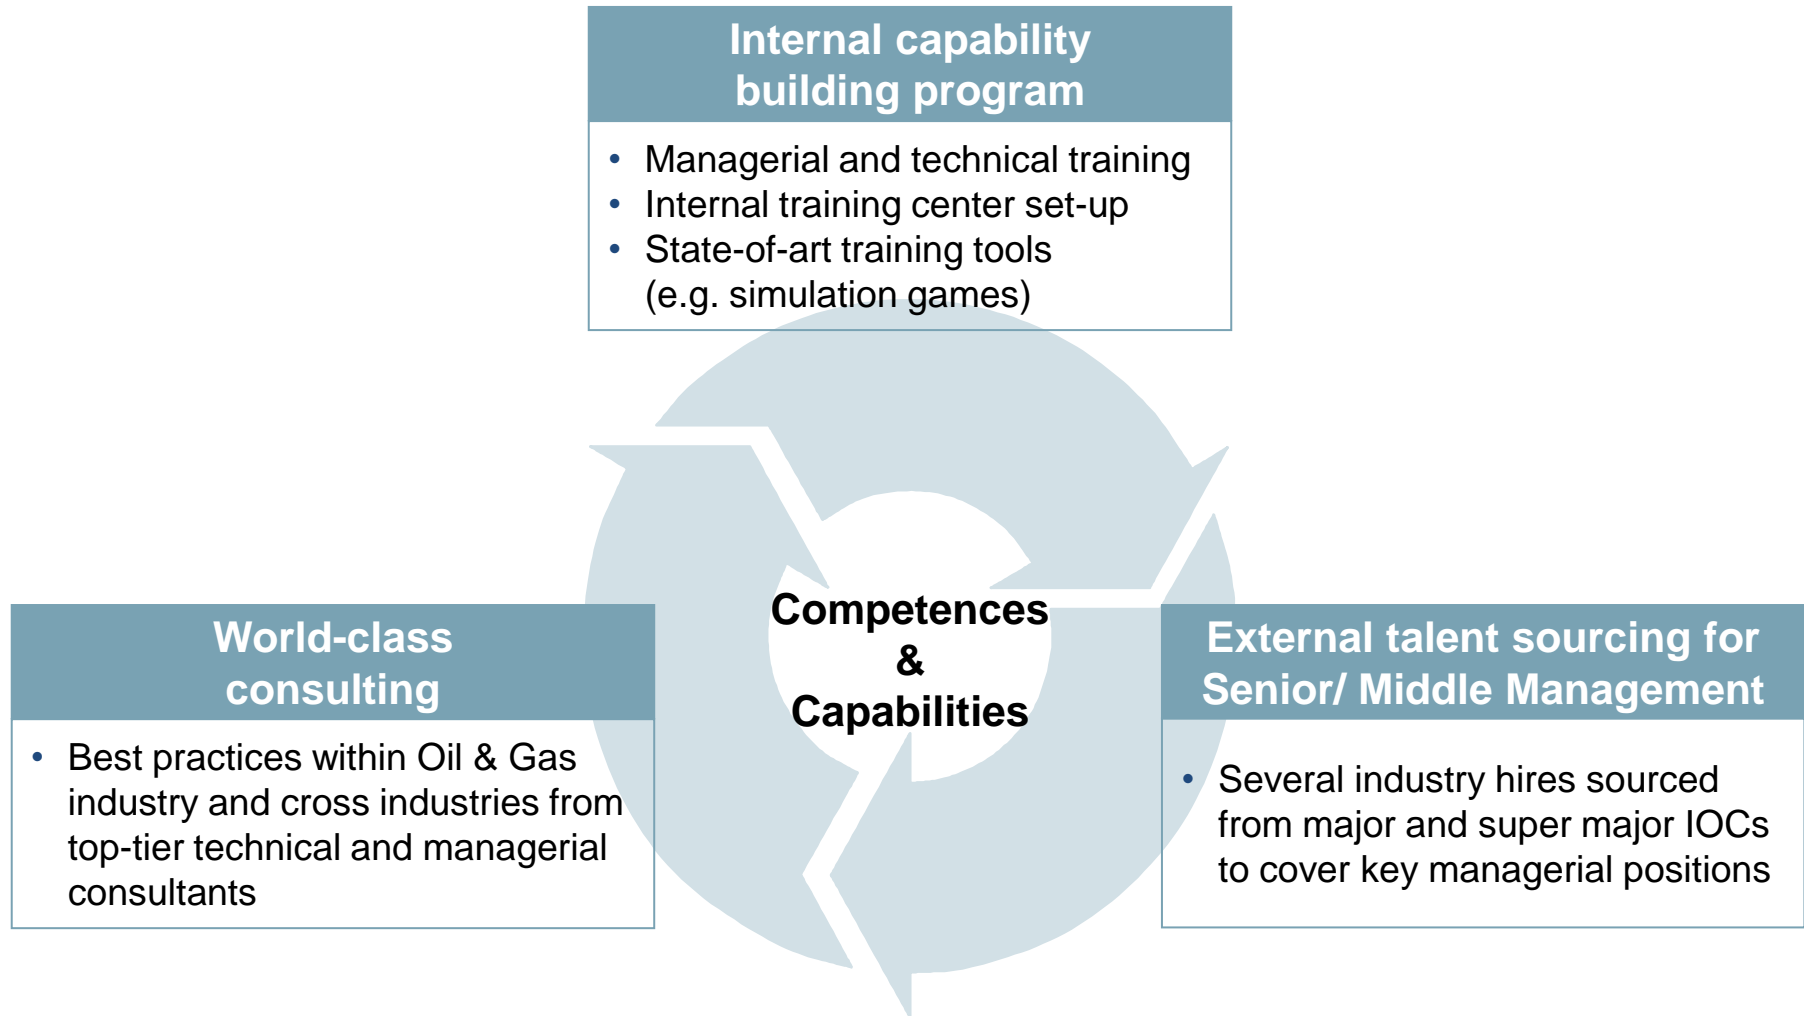 Internal capability
building program
• Managerial and technical training
• Internal training center set-up
• State-of-art training tools
(e.g. simulation games)
Competences
&
Capabilities
World-class
consulting
• Best practices within Oil & Gas
industry and cross industries from
top-tier technical and managerial
consultants
External talent sourcing for
Senior/ Middle Management
• Several industry hires sourced
from major and super major IOCs
to cover key managerial positions